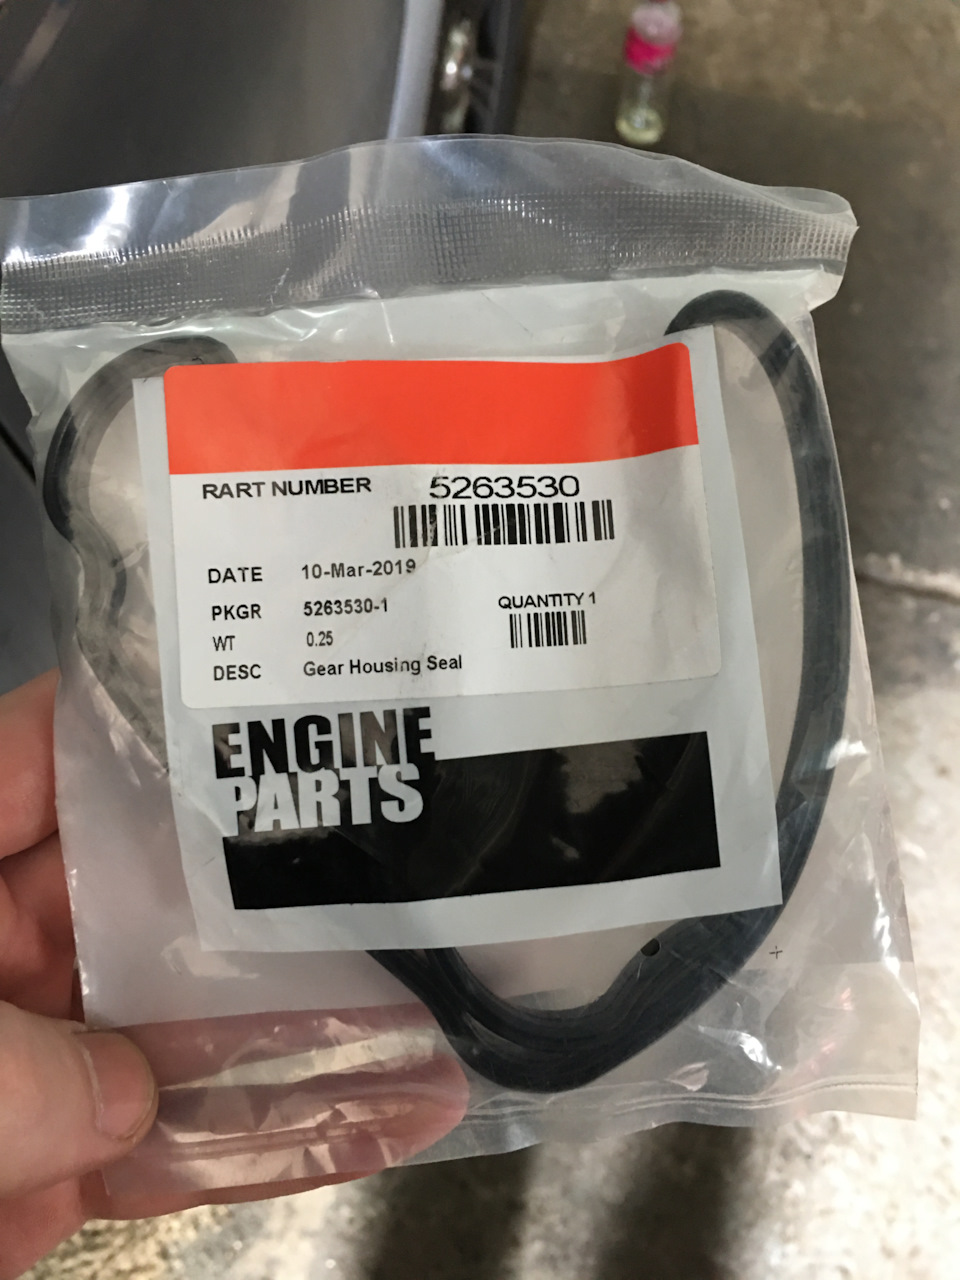 RART NUMBER 5263530
DATE 10-Mar-2019
PKGR 5263530-1
QUANTITY 1
WT 0.25
DESC Gear Housing Seal
ENGINE
PARTS